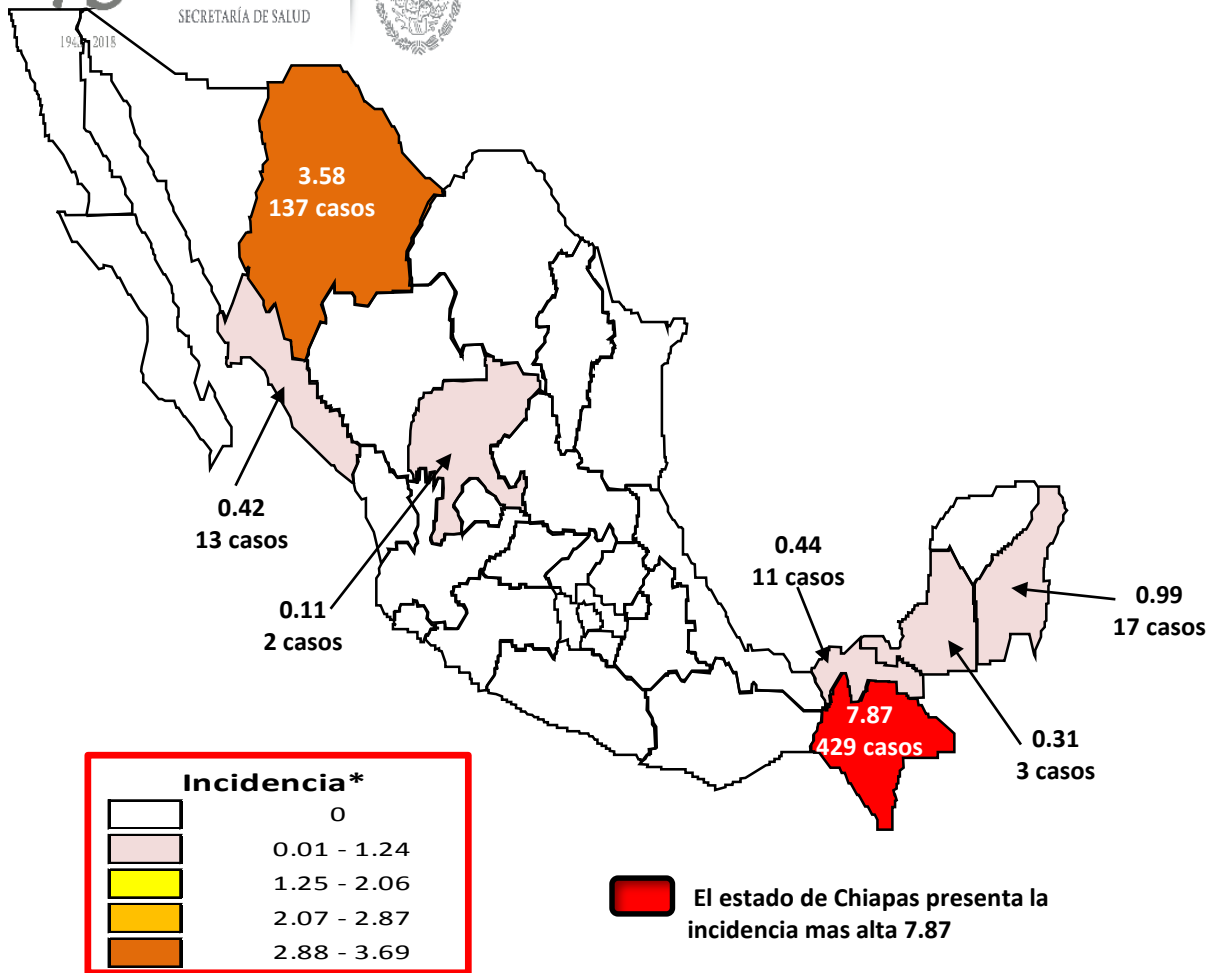 SECRETARÍA DE SALUD
2018
3.58
137 casos
0.42
13 casos
0.11
2 casos
0.44
11 casos
0.99
17 casos
7.87
429 casos
0.31
3 casos
Incidencia*
0
0.01 - 1.24
1.25 - 2.06
2.07 - 2.87
2.88 - 3.69
El estado de Chiapas presenta la
incidencia mas alta 7.87